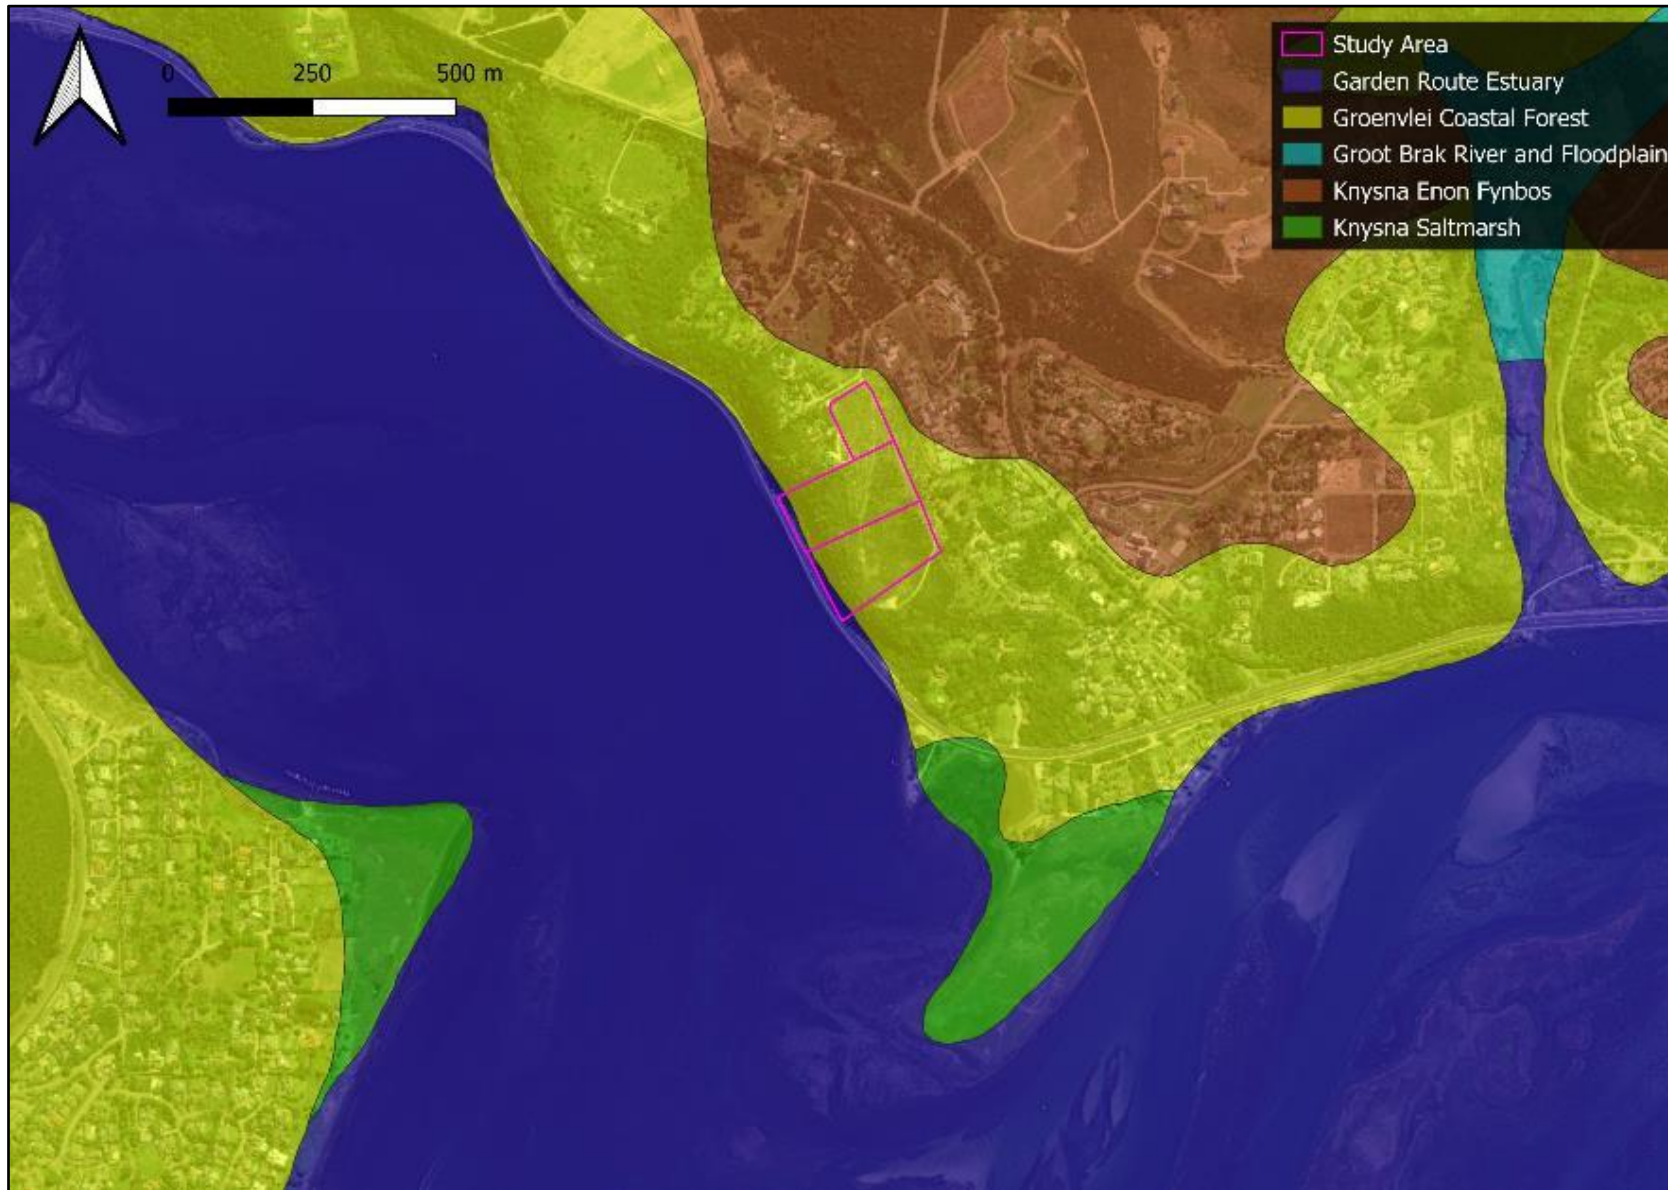 0 250 500 m
Study Area
Garden Route Estuary
Groenvlei Coastal Forest
Groot Brak River and Floodplain
Knysna Enon Fynbos
Knysna Saltmarsh